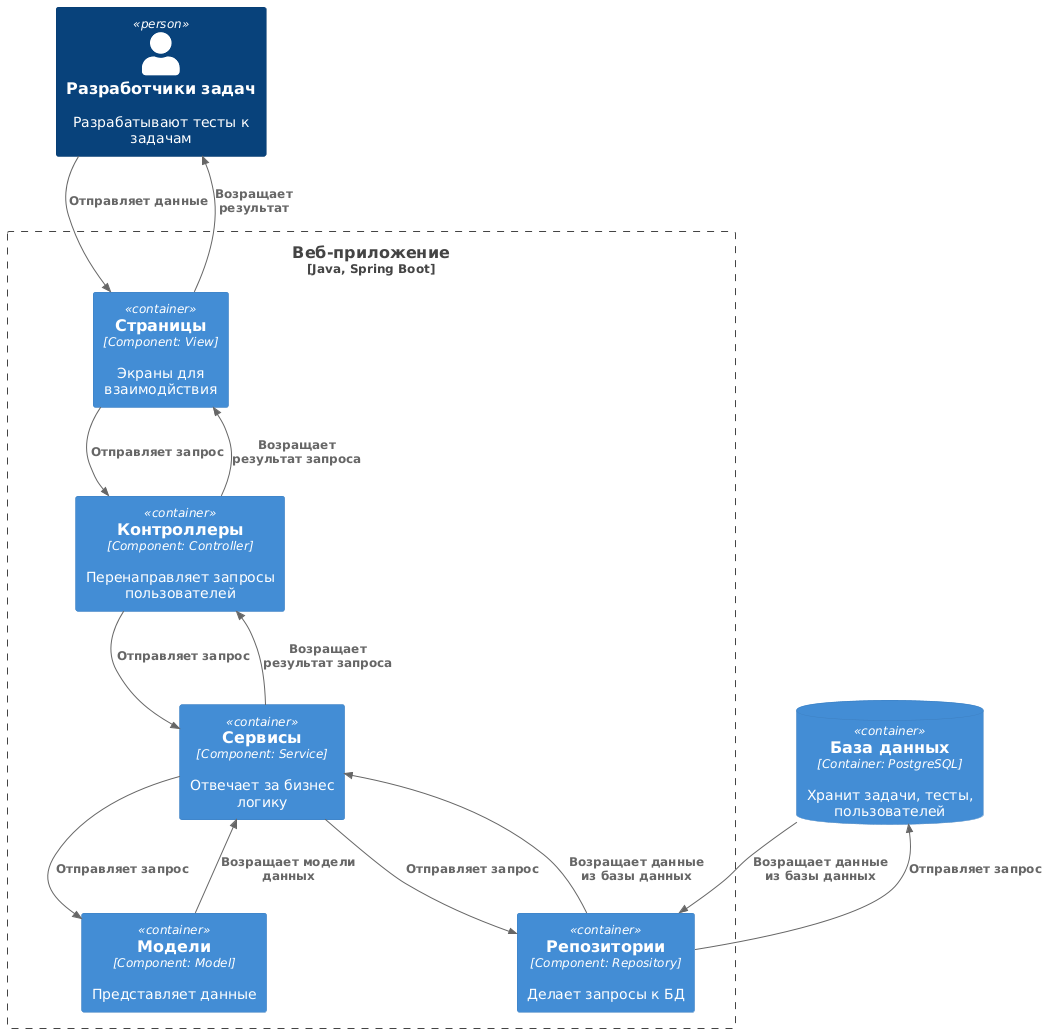 «person»
Разработчики задач
Разрабатывают тесты к
задачам
Отправляет данные
Возращает
результат
Веб-приложение
[Java, Spring Boot]
«container»
Страницы
[Component: View]
Экраны для
взаимодйствия
Отправляет запрос
Возращает
результат запроса
«container»
Контроллеры
[Component: Controller]
Перенаправляет запросы
пользователей
Отправляет запрос
Возращает
результат запроса
«container»
Сервисы
[Component: Service]
Отвечает за бизнес
логику
«container»
База данных
[Container: PostgreSQL]
Хранит задачи, тесты,
пользователей
Отправляет запрос
Возращает модели
данных
Отправляет запрос
Возращает данные
из базы данных
Возращает данные
из базы данных
Отправляет запрос
«container»
Модели
[Component: Model]
Представляет данные
«container»
Репозитории
[Component: Repository]
Делает запросы к БД